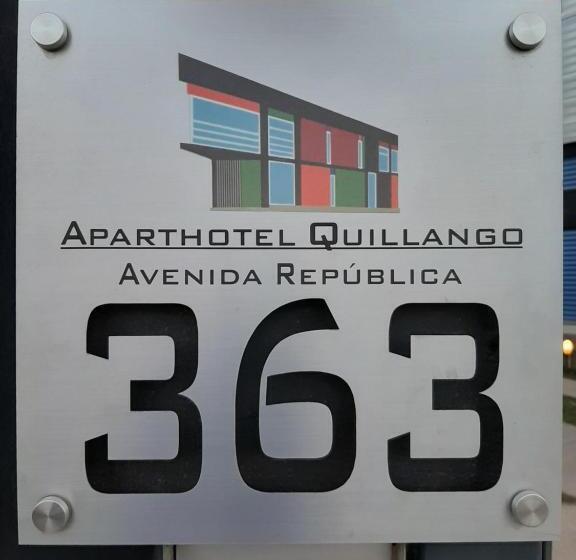 APARTHOTEL QUILLANGO
AVENIDA REPÚBLICA
363